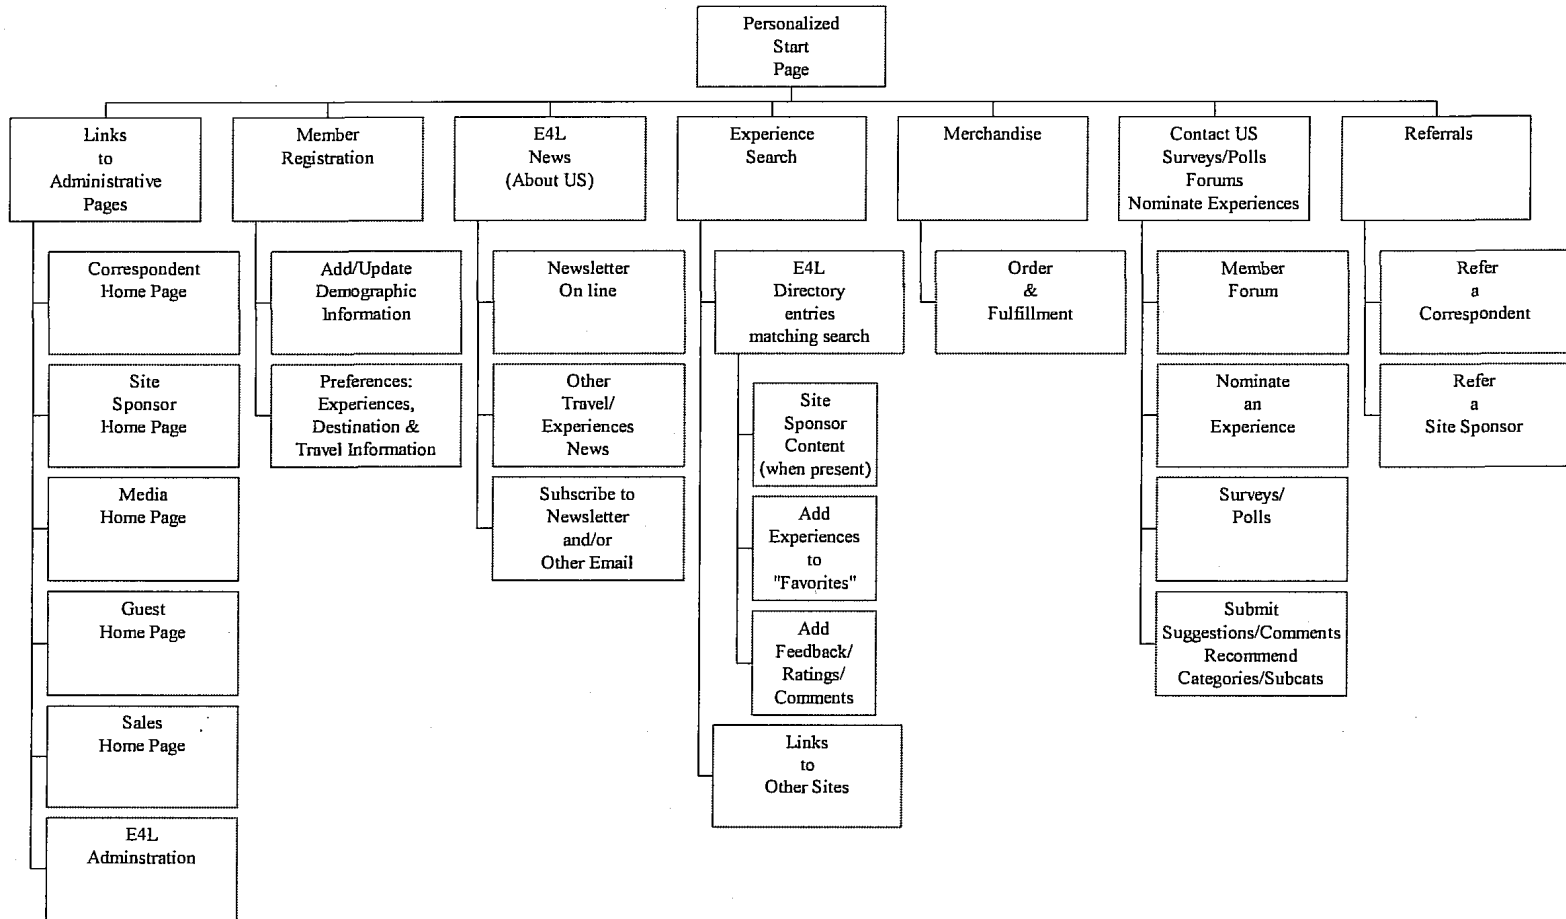 Personalized
Start
Page
Links
to
Administrative
Pages
Member
Registration
E4L
News
(About US)
Experience
Search
Merchandise
Contact US
Surveys/Polls
Forums
Nominate Experiences
Referrals
Correspondent
Home Page
Site
Sponsor
Home Page
Media
Home Page
Guest
Home Page
Sales
Home Page
E4L
Adminstration
Add/Update
Demographic
Information
Preferences:
Experiences,
Destination &
Travel Information
Newsletter
On line
Other
Travel/
Experiences
News
Subscribe to
Newsletter
and/or
Other Email
E4L
Directory
entries
matching search
Site
Sponsor
Content
(when present)
Add
Experiences
to
"Favorites"
Add
Feedback/
Ratings/
Comments
Links
to
Other Sites
Order
&
Fulfillment
Member
Forum
Nominate
an
Experience
Surveys/
Polls
Submit
Suggestions/Comments
Recommend
Categories/Subcats
Refer
a
Correspondent
Refer
a
Site Sponsor